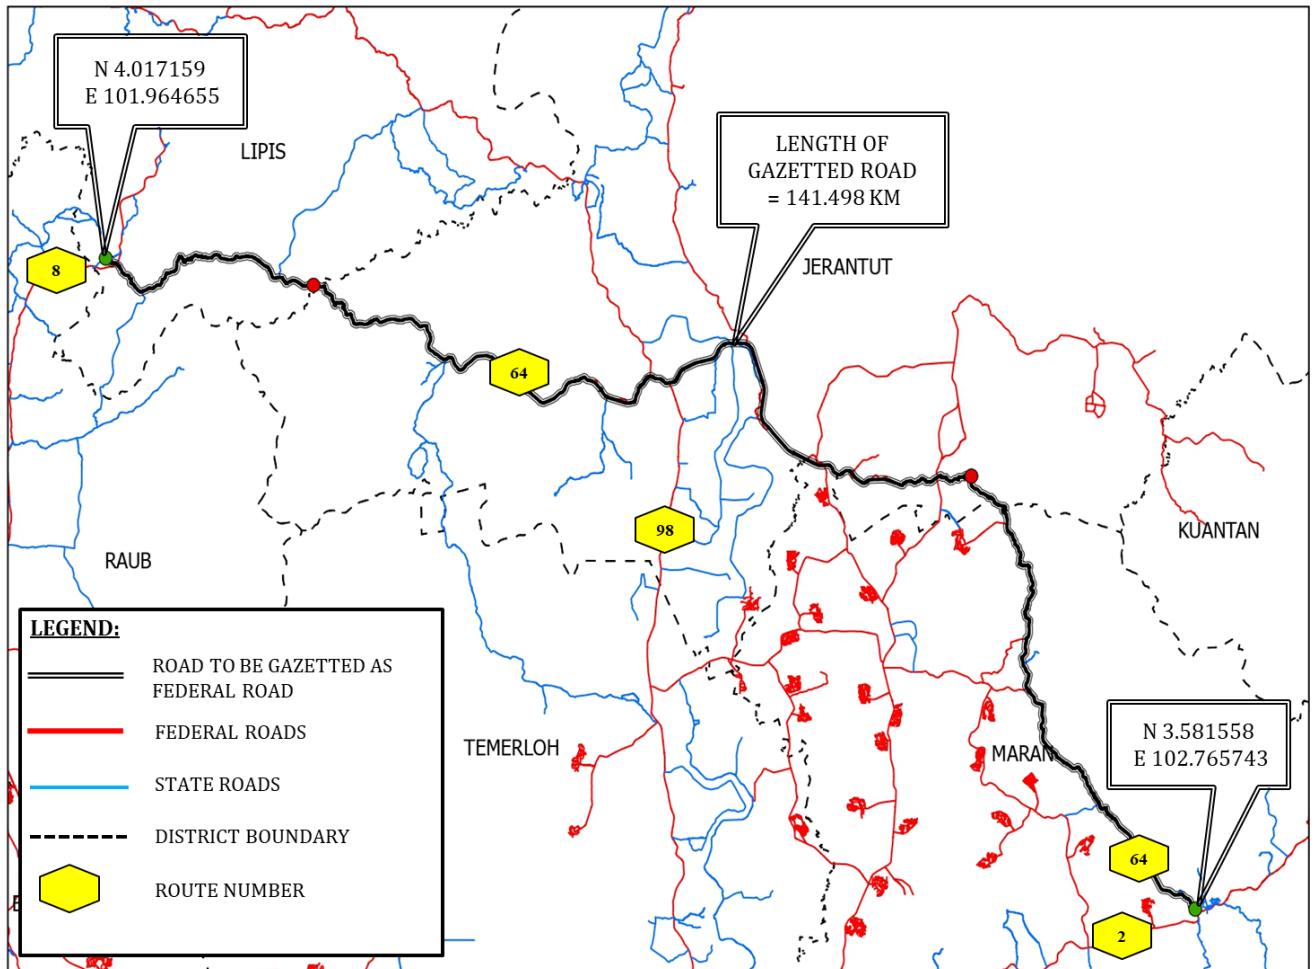 N 4.017159
E 101.964655
LIPIS
LENGTH OF
GAZETTED ROAD
= 141.498 KM
JERANTUT
8
64
98
KUANTAN
RAUB
LEGEND:
ROAD TO BE GAZETTED AS
FEDERAL ROAD
FEDERAL ROADS
STATE ROADS
DISTRICT BOUNDARY
ROUTE NUMBER
TEMERLOH
MARAN
N 3.581558
E 102.765743
64
2